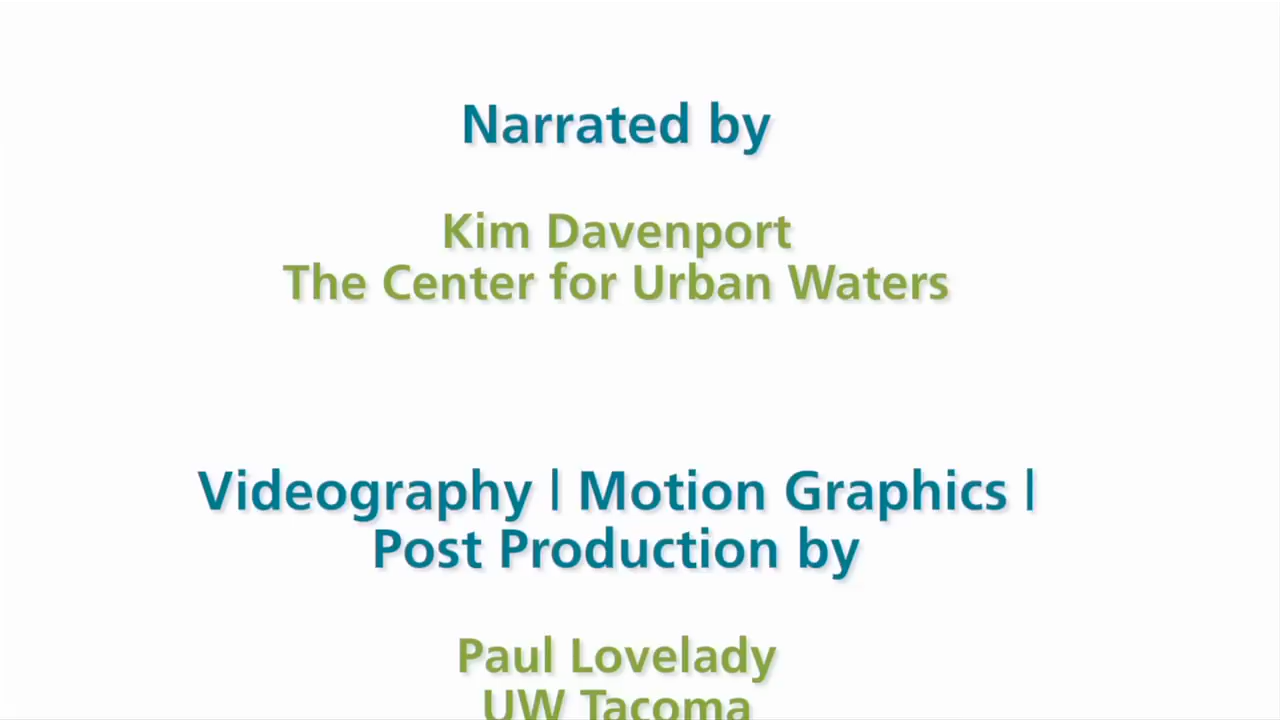 Narrated by
Kim Davenport
The Center for Urban Waters
Videography | Motion Graphics |
Post Production by
Paul Lovelady
UW Tacoma